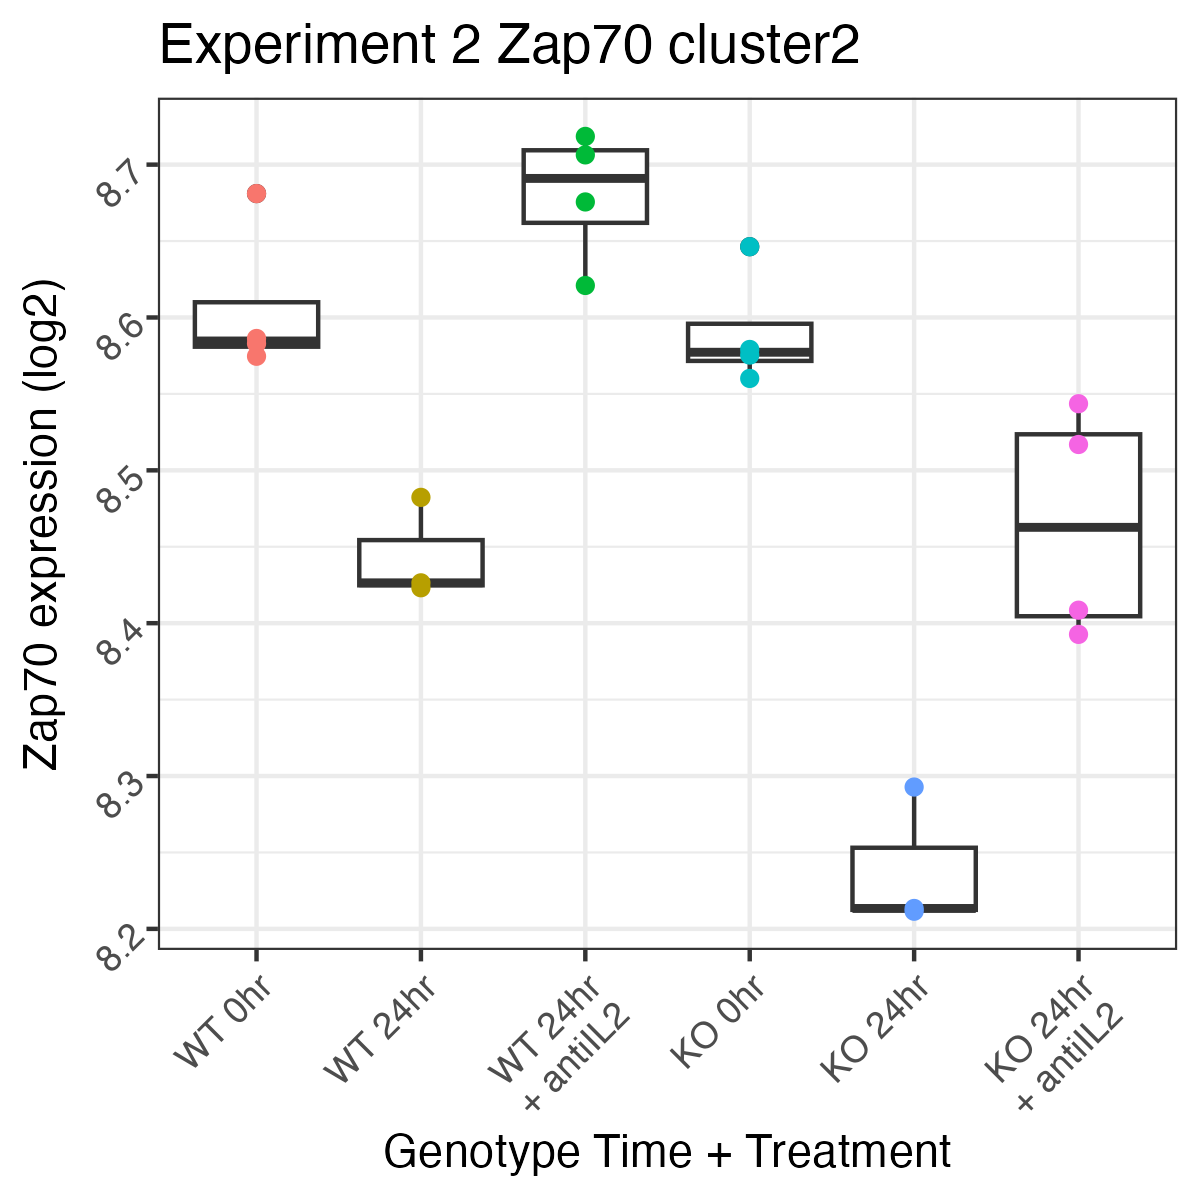 Experiment 2 Zap70 cluster2
Zap70 expression (log2)
8.7
8.6
8.5
8.4
8.3
8.2
WT 0hr
WT 24hr
WT 24hr
+ antiIL2
KO 0hr
KO 24hr
KO 24hr
+ antiIL2
Genotype Time + Treatment